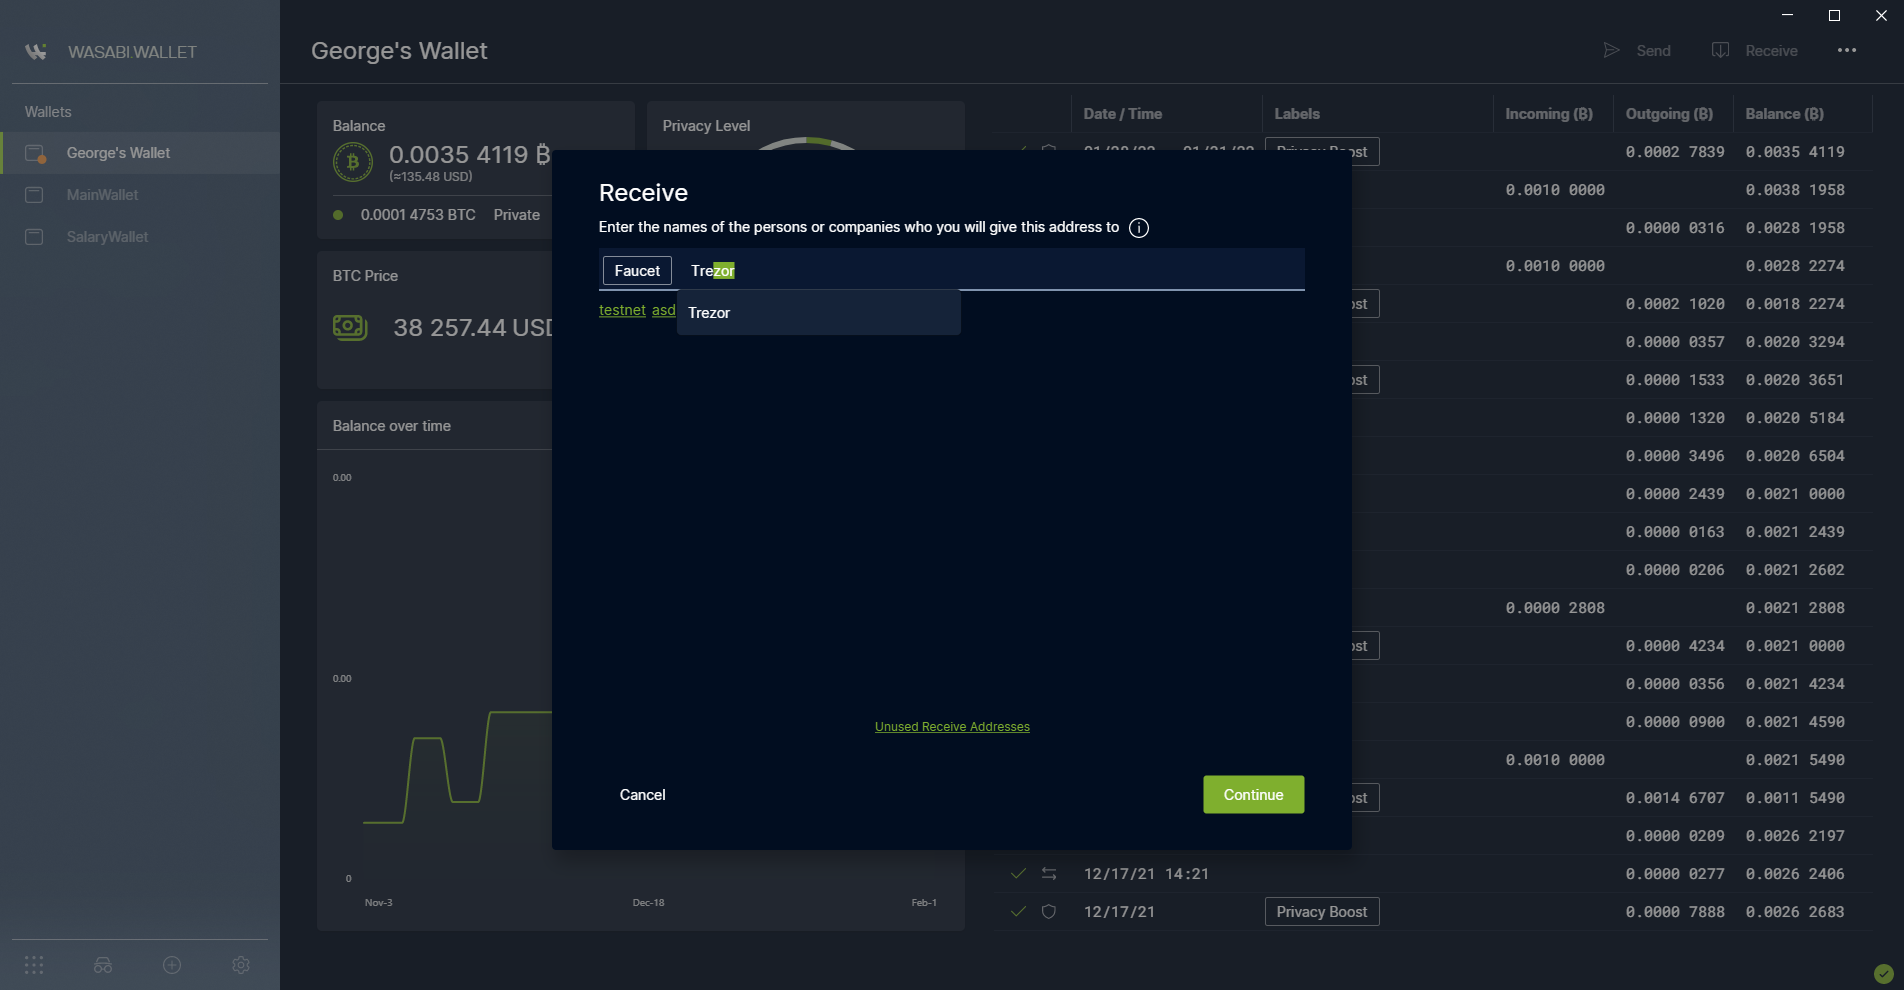 WASABI.WALLET
Wallets
George's Wallet
MainWallet
SalaryWallet
George's Wallet
Send
Receive
Balance
0.0035 4119 ₿
(≈135.48 USD)
0.0001 4753 BTC Private
Privacy Level
BTC Price
38 257.44 USD
Balance over time
0.00
0.00
0
Nov-3 Dec-18 Feb-1
Receive
Enter the names of the persons or companies who you will give this address to
Faucet Trezor
testnet asd
Trezor
Unused Receive Addresses
Cancel Continue
Date / Time Labels Incoming (₿) Outgoing (₿) Balance (₿)
0.0002 7839 0.0035 4119
0.0010 0000 0.0038 1958
0.0000 0316 0.0028 1958
0.0010 0000 0.0028 2274
0.0002 1020 0.0018 2274
0.0000 0357 0.0020 3294
0.0000 1533 0.0020 3651
0.0000 1320 0.0020 5184
0.0000 3496 0.0020 6504
0.0000 2439 0.0021 0000
0.0000 0163 0.0021 2439
0.0000 0206 0.0021 2602
0.0000 2808 0.0021 2808
0.0000 4234 0.0021 0000
0.0000 0356 0.0021 4234
0.0000 0900 0.0021 4590
0.0010 0000 0.0021 5490
0.0014 6707 0.0011 5490
0.0000 0209 0.0026 2197
12/17/21 14:21 0.0000 0277 0.0026 2406
12/17/21 Privacy Boost 0.0000 7888 0.0026 2683